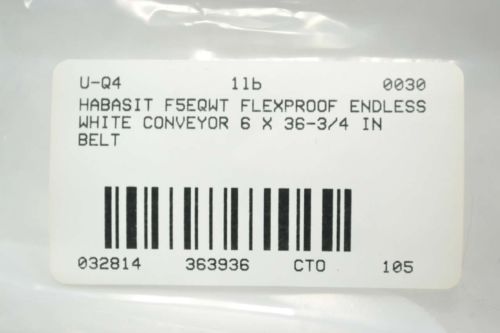 U-Q4 1lb 0030
HABASIT F5EQWT FLEXPROOF ENDLESS
WHITE CONVEYOR 6 X 36-3/4 IN
BELT
032814 363936 CTO 105